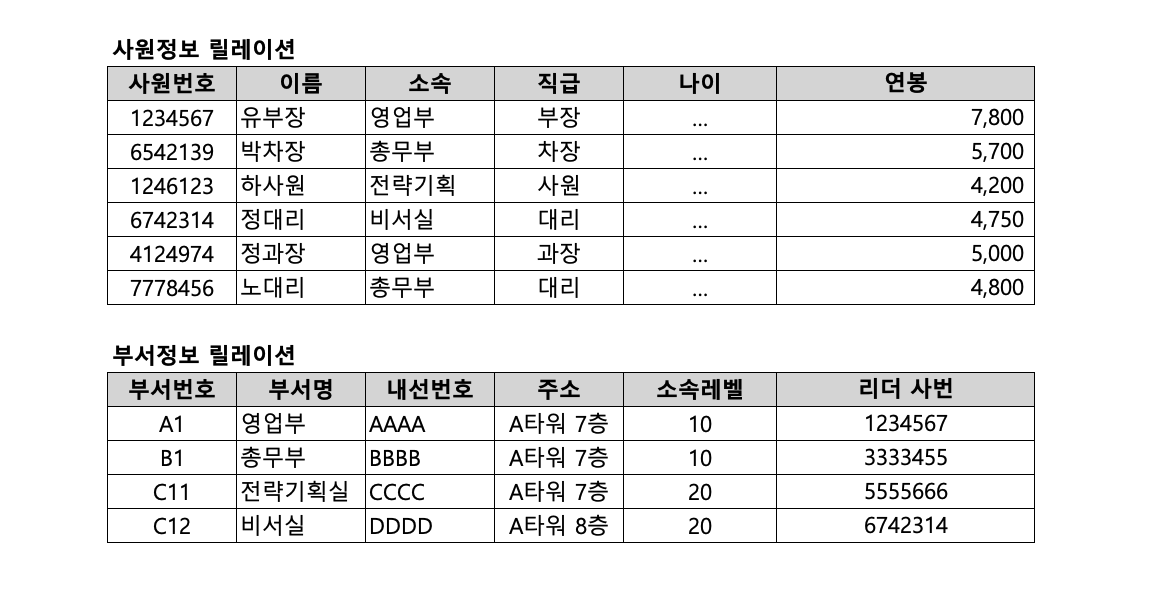 사원정보 릴레이션
사원번호 이름 소속 직급 나이 연봉
1234567 유부장 영업부 부장 ... 7,800
6542139 박차장 총무부 차장 ... 5,700
1246123 하사원 전략기획 사원 ... 4,200
6742314 정대리 비서실 대리 ... 4,750
4124974 정과장 영업부 과장 ... 5,000
7778456 노대리 총무부 대리 ... 4,800
부서정보 릴레이션
부서번호 부서명 내선번호 주소 소속레벨 리더 사번
A1 영업부 AAAA A타워 7층 10 1234567
B1 총무부 BBBB A타워 7층 10 3333455
C11 전략기획실 CCCC A타워 7층 20 5555666
C12 비서실 DDDD A타워 8층 20 6742314